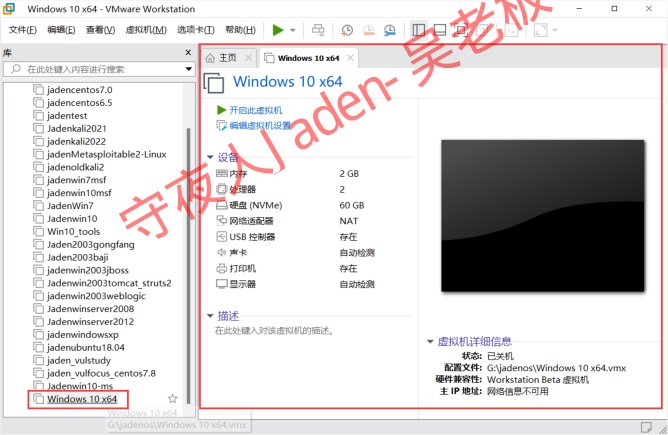 Windows 10 x64 - VMware Workstation
文件(F) 编辑(E) 查看(V) 虚拟机(M) 选项卡(T) 帮助(H)
库
在此处键入内容进行搜索
jadencentos7.0
jadencentos6.5
jadentest
Jadenkali2021
jadenkali2022
jadenMetasploitable2-Linux
jadenoldkali2
jadenwin7msf
jadenwin10msf
JadenWin7
Jadenwin10
Win10_tools
Jaden2003gongfang
Jaden2003baji
jadenwin2003jboss
Jadenwin2003tomcat_struts2
jadenwin2003weblogic
Jadenwinserver2008
Jadenwinserver2012
jadenwindowsxp
jadenubuntu18.04
jaden_vulstudy
jaden_vulfocus_centos7.8
Jadenwin10-ms
Windows 10 x64
Windows 10 x64
G:\jadenos\Windows 10 x64.vmx
主页
Windows 10 x64
Windows 10 x64
开启此虚拟机
编辑虚拟机设置
设备
内存 2 GB
处理器 2
硬盘 (NVMe) 60 GB
网络适配器 NAT
USB 控制器 存在
声卡 自动检测
打印机 存在
显示器 自动检测
描述
在此处键入对该虚拟机的描述。
虚拟机详细信息
状态: 已关机
配置文件: G:\jadenos\Windows 10 x64.vmx
硬件兼容性: Workstation Beta 虚拟机
主 IP 地址: 网络信息不可用
守夜人Jaden-吴老板